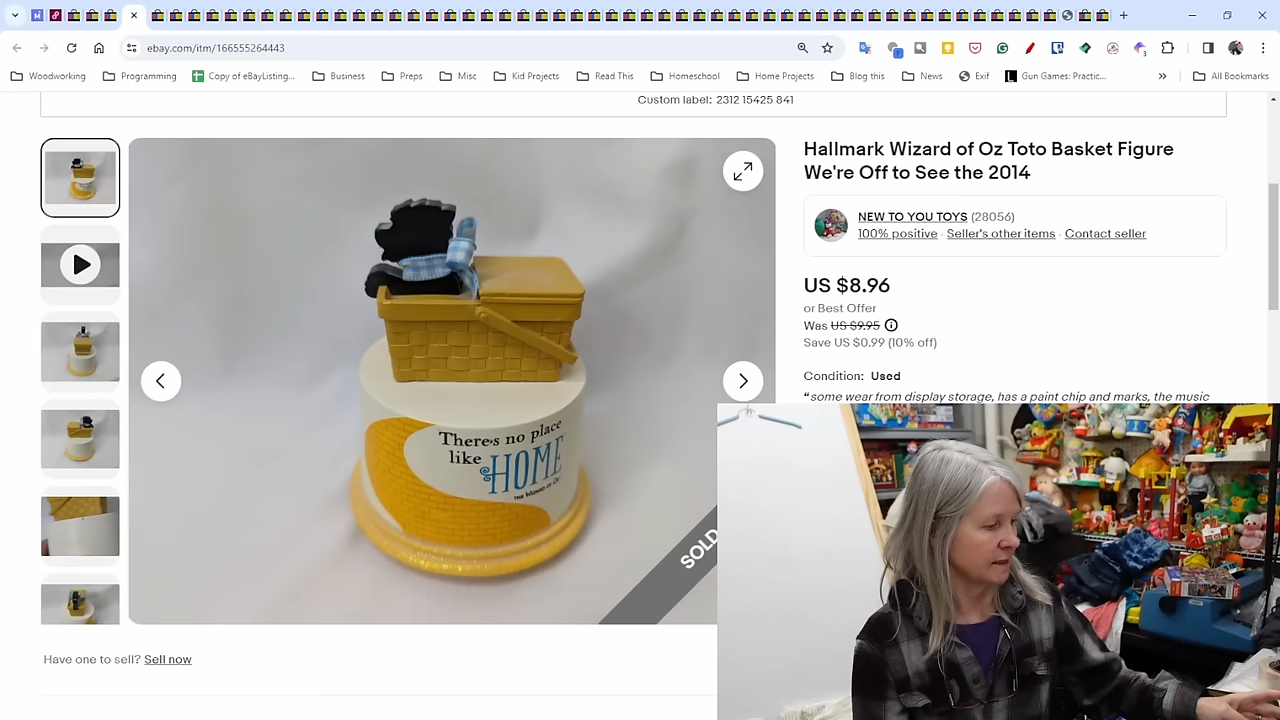 ebay.com/itm/166555264443
Woodworking
Programming
Copy of eBayListing...
Business
Preps
Misc
Kid Projects
Read This
Homeschool
Home Projects
Blog this
News
Exif
Gun Games: Practic...
»
All Bookmarks
Custom label: 2312 15425 841
Hallmark Wizard of Oz Toto Basket Figure
We're Off to See the 2014
NEW TO YOU TOYS (28056)
100% positive · Seller's other items · Contact seller
US $8.96
or Best Offer
Was US $9.95
Save US $0.99 (10% off)
Condition: Used
“some wear from display storage, has a paint chip and marks, the music
There's no place
like HOME
THE WIZARD OF OZ
SOLD
Have one to sell? Sell now